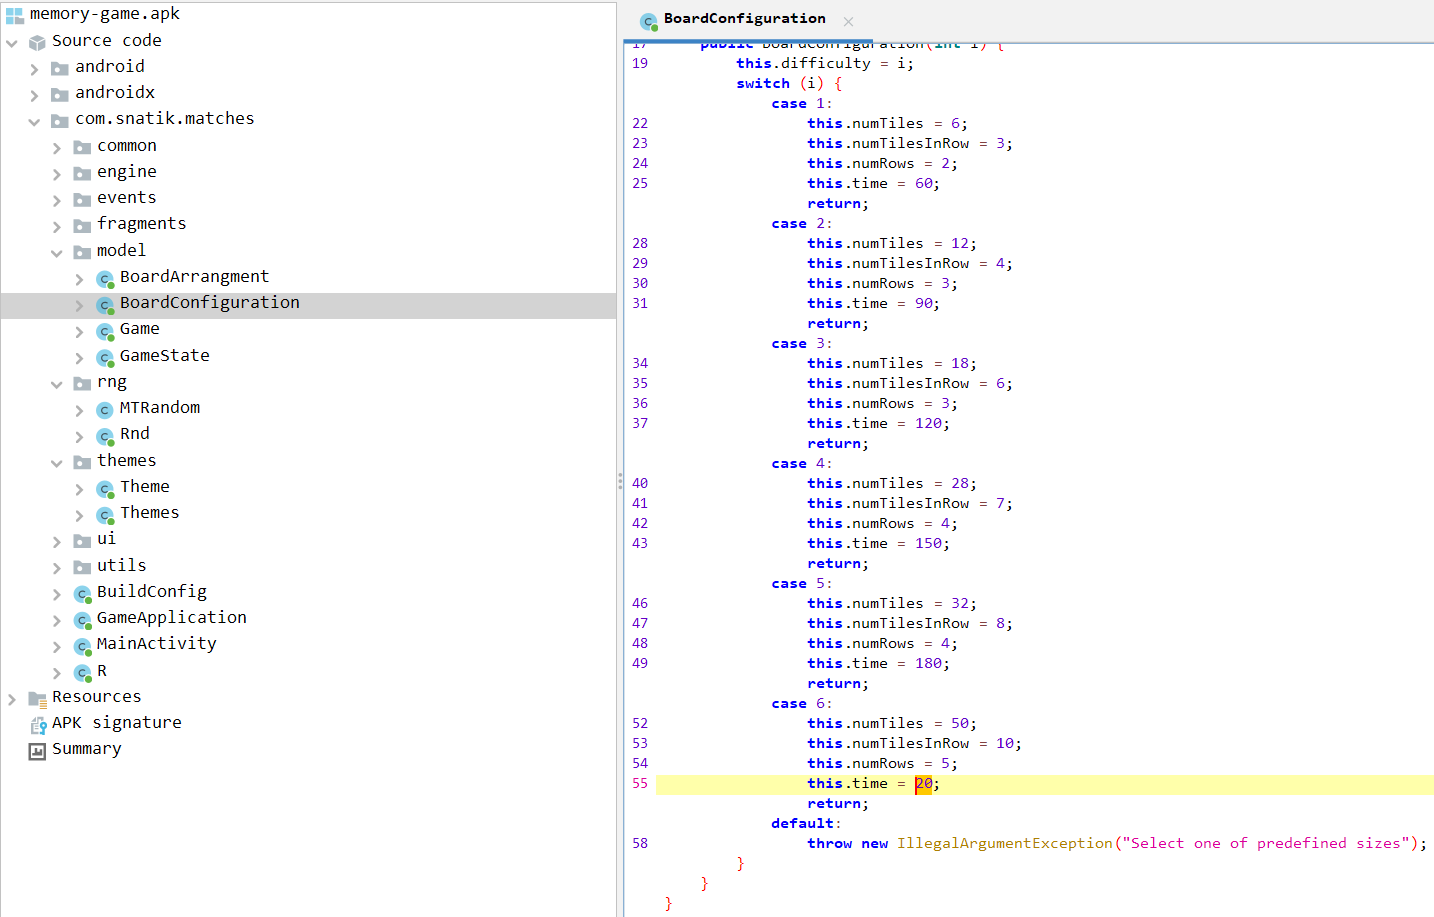 memory-game.apk
Source code
android
androidx
com.snatik.matches
common
engine
events
fragments
model
BoardArrangment
BoardConfiguration
Game
GameState
rng
MTRandom
Rnd
themes
Theme
Themes
ui
utils
BuildConfig
GameApplication
MainActivity
R
Resources
APK signature
Summary
BoardConfiguration
17 public BoardConfiguration(int i) {
19 this.difficulty = i;
switch (i) {
case 1:
22 this.numTiles = 6;
23 this.numTilesInRow = 3;
24 this.numRows = 2;
25 this.time = 60;
return;
case 2:
28 this.numTiles = 12;
29 this.numTilesInRow = 4;
30 this.numRows = 3;
31 this.time = 90;
return;
case 3:
34 this.numTiles = 18;
35 this.numTilesInRow = 6;
36 this.numRows = 3;
37 this.time = 120;
return;
case 4:
40 this.numTiles = 28;
41 this.numTilesInRow = 7;
42 this.numRows = 4;
43 this.time = 150;
return;
case 5:
46 this.numTiles = 32;
47 this.numTilesInRow = 8;
48 this.numRows = 4;
49 this.time = 180;
return;
case 6:
52 this.numTiles = 50;
53 this.numTilesInRow = 10;
54 this.numRows = 5;
55 this.time = 20;
return;
default:
58 throw new IllegalArgumentException("Select one of predefined sizes");
}
}
}